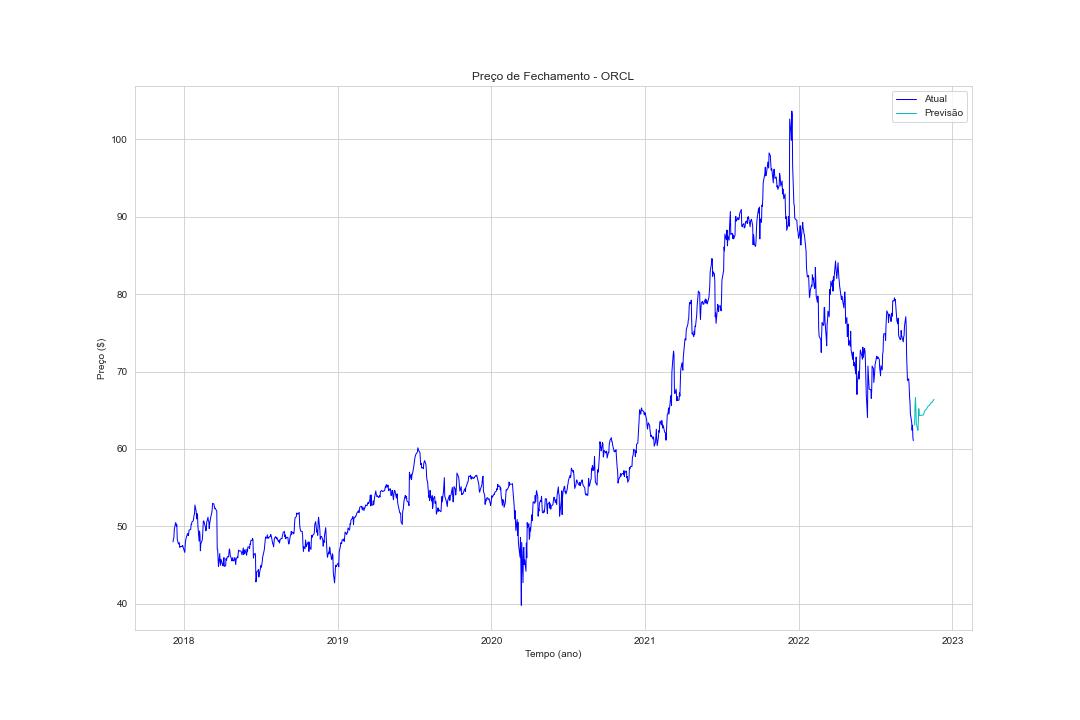 Preço de Fechamento - ORCL
Atual
Previsão
100
90
80
70
60
50
40
Preço ($)
2018 2019 2020 2021 2022 2023
Tempo (ano)